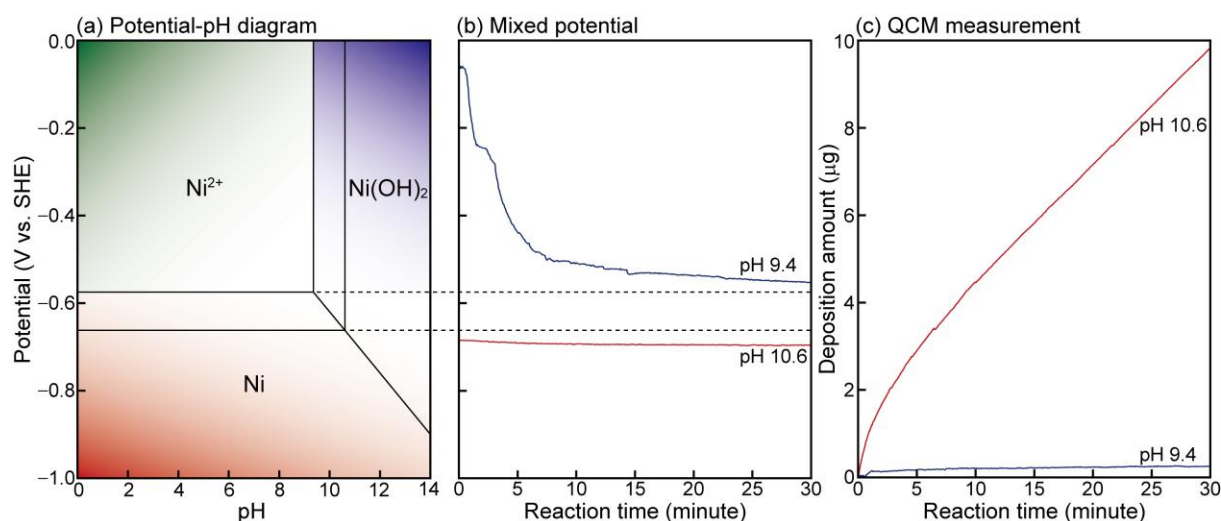 (a) Potential-pH diagram
Potential (V vs. SHE)
0.0
−0.2
−0.4
−0.6
−0.8
−1.0
Ni²⁺
Ni(OH)₂
Ni
0 2 4 6 8 10 12 14
pH
(b) Mixed potential
pH 9.4
pH 10.6
0 5 10 15 20 25 30
Reaction time (minute)
(c) QCM measurement
Deposition amount (μg)
10
8
6
4
2
0
pH 10.6
pH 9.4
0 5 10 15 20 25 30
Reaction time (minute)